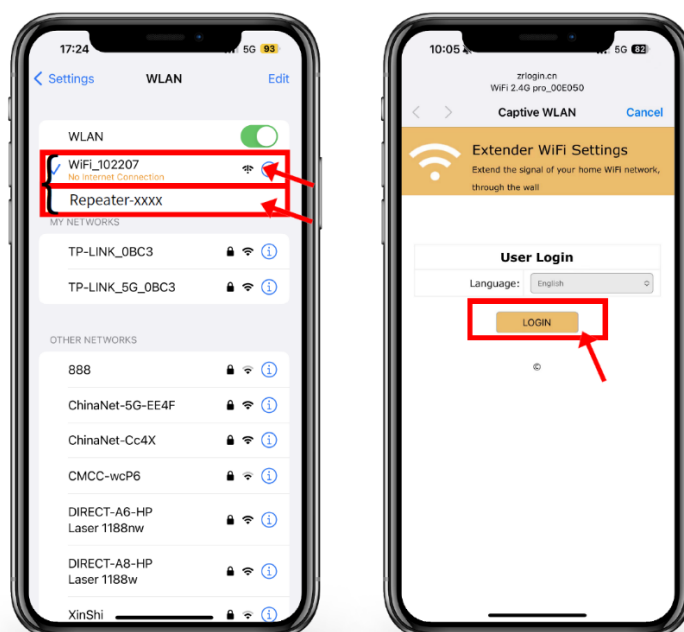 17:24
5G 93
Settings
WLAN
Edit
WLAN
WiFi_102207
No Internet Connection
Repeater-xxxx
MY NETWORKS
TP-LINK_0BC3
TP-LINK_5G_0BC3
OTHER NETWORKS
888
ChinaNet-5G-EE4F
ChinaNet-Cc4X
CMCC-wcP6
DIRECT-A6-HP
Laser 1188nw
DIRECT-A8-HP
Laser 1188w
XinShi
10:05
5G 82
zrlogin.cn
WiFi 2.4G pro_00E050
Captive WLAN
Cancel
Extender WiFi Settings
Extend the signal of your home WiFi network,
through the wall
User Login
Language: English
LOGIN
©